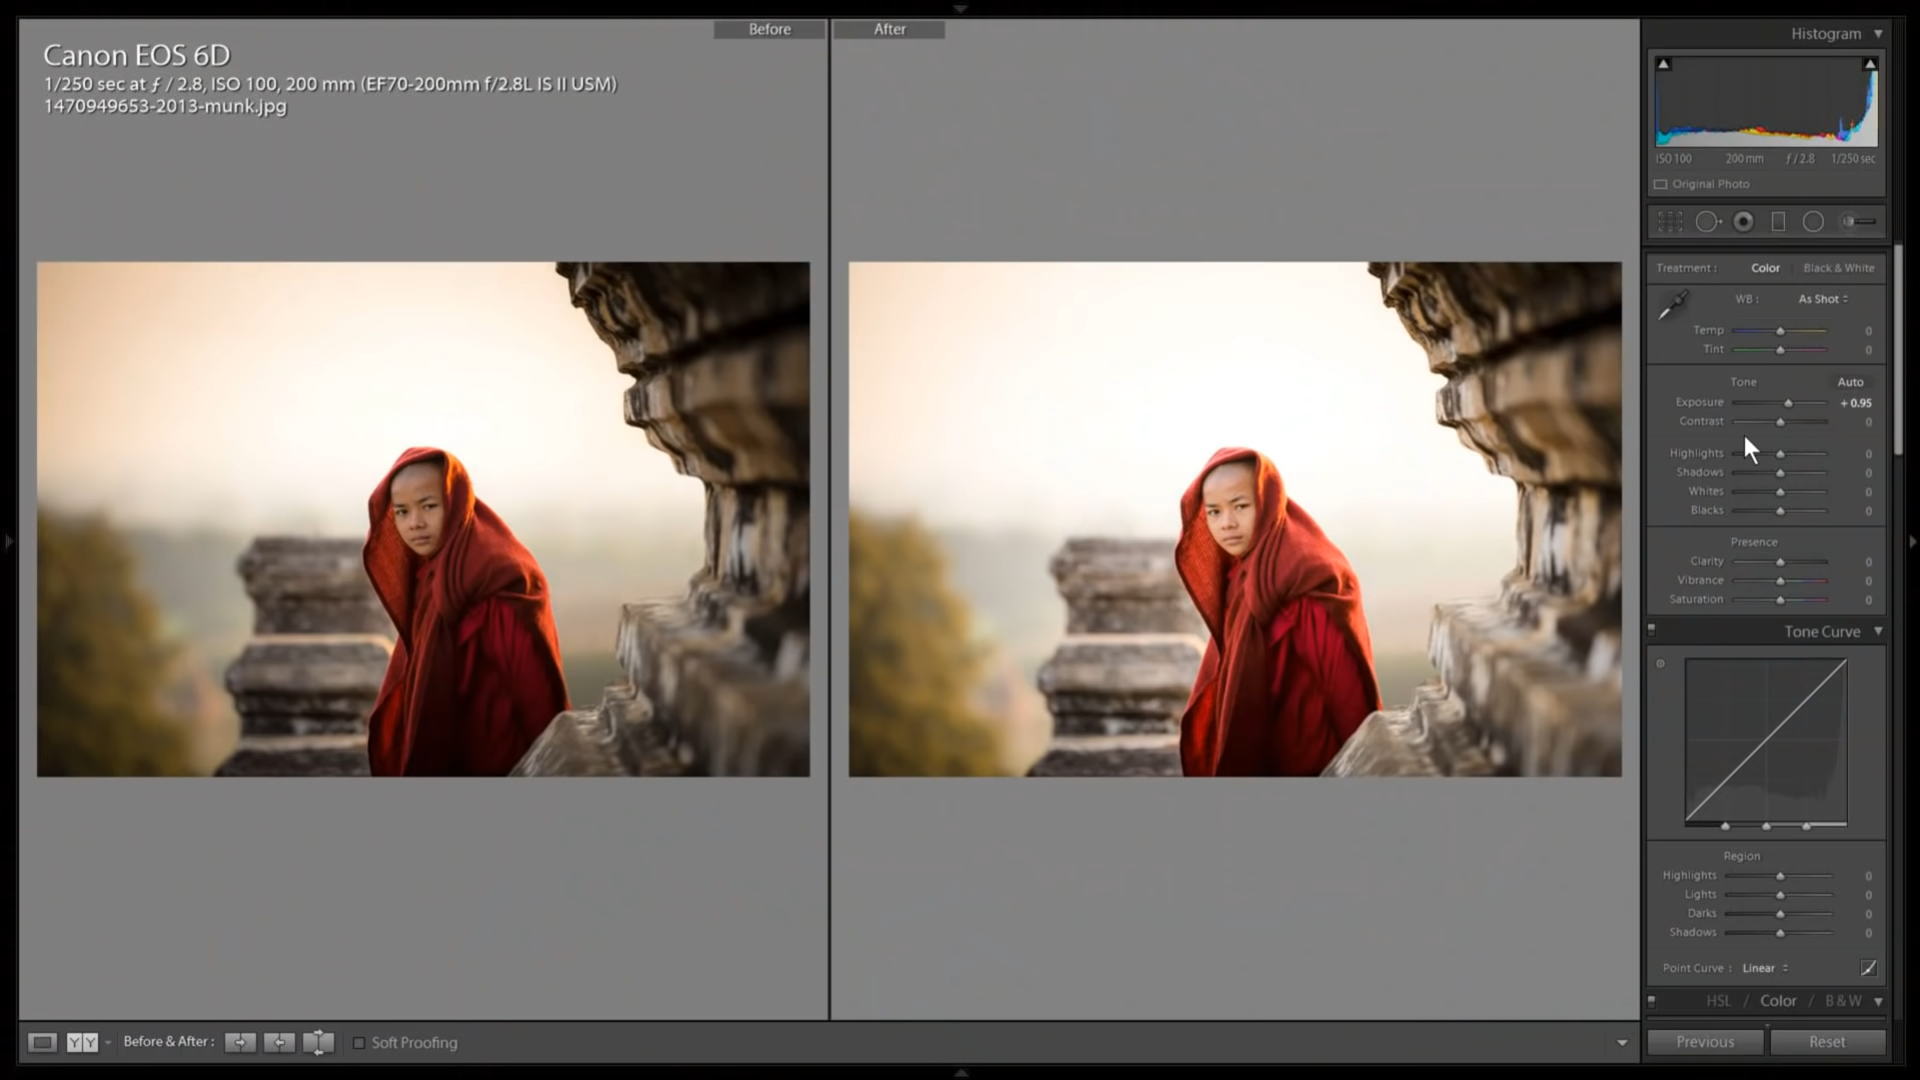 Before
After
Canon EOS 6D
1/250 sec at ƒ / 2.8, ISO 100, 200 mm (EF70-200mm f/2.8L IS II USM)
1470949653-2013-munk.jpg
Histogram
ISO 100 200 mm ƒ / 2.8 1/250 sec
Original Photo
Treatment : Color Black & White
WB : As Shot
Temp 0
Tint 0
Tone Auto
Exposure + 0.95
Contrast 0
Highlights 0
Shadows 0
Whites 0
Blacks 0
Presence
Clarity 0
Vibrance 0
Saturation 0
Tone Curve
Region
Highlights 0
Lights 0
Darks 0
Shadows 0
Point Curve : Linear
HSL / Color / B & W
Y Y Before & After : Soft Proofing
Previous Reset